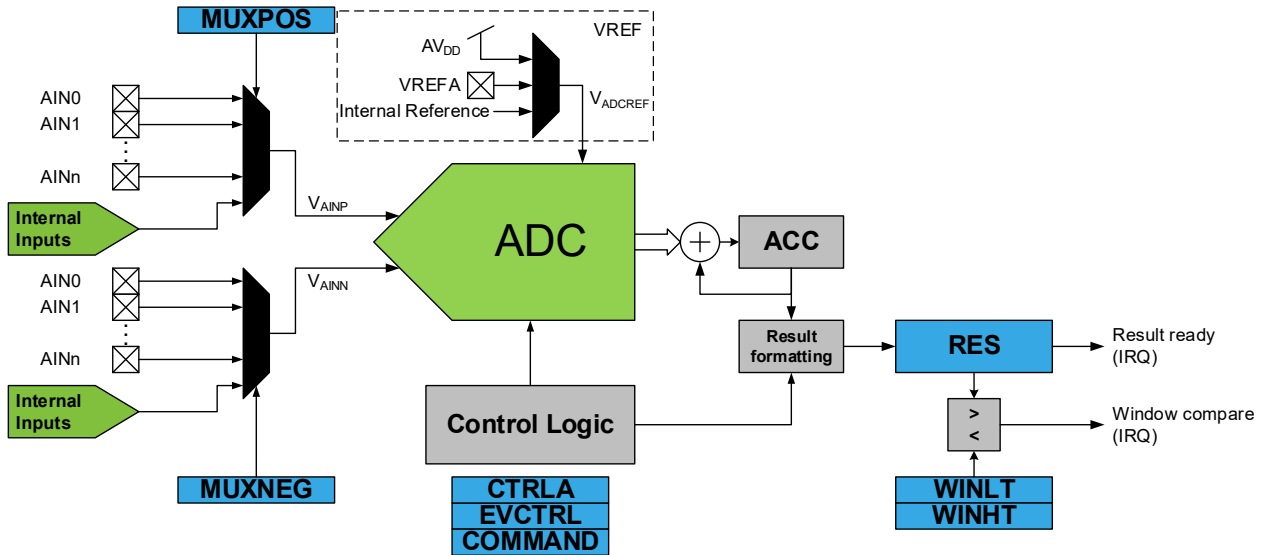 MUXPOS
VREF
AVDD
VREFA
Internal Reference
VADCREF
AIN0
AIN1
AINn
Internal
Inputs
VAINP
ADC
ACC
AIN0
AIN1
AINn
Internal
Inputs
VAINN
MUXNEG
Result
formatting
RES
Result ready
(IRQ)
>
<
Window compare
(IRQ)
Control Logic
CTRLA
EVCTRL
COMMAND
WINLT
WINHT